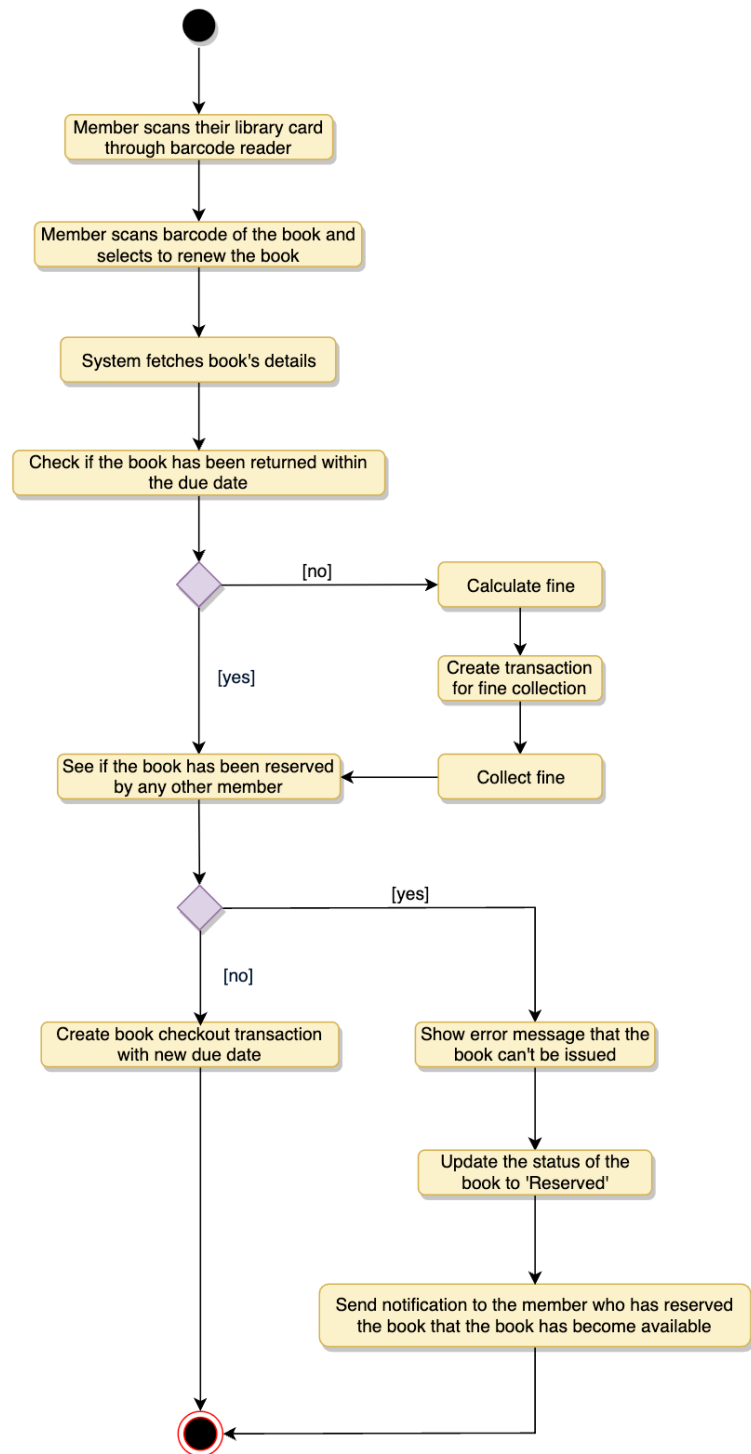 Member scans their library card
through barcode reader
Member scans barcode of the book and
selects to renew the book
System fetches book's details
Check if the book has been returned within
the due date
[no]
Calculate fine
[yes]
Create transaction
for fine collection
See if the book has been reserved
by any other member
Collect fine
[yes]
[no]
Create book checkout transaction
with new due date
Show error message that the
book can't be issued
Update the status of the
book to 'Reserved'
Send notification to the member who has reserved
the book that the book has become available